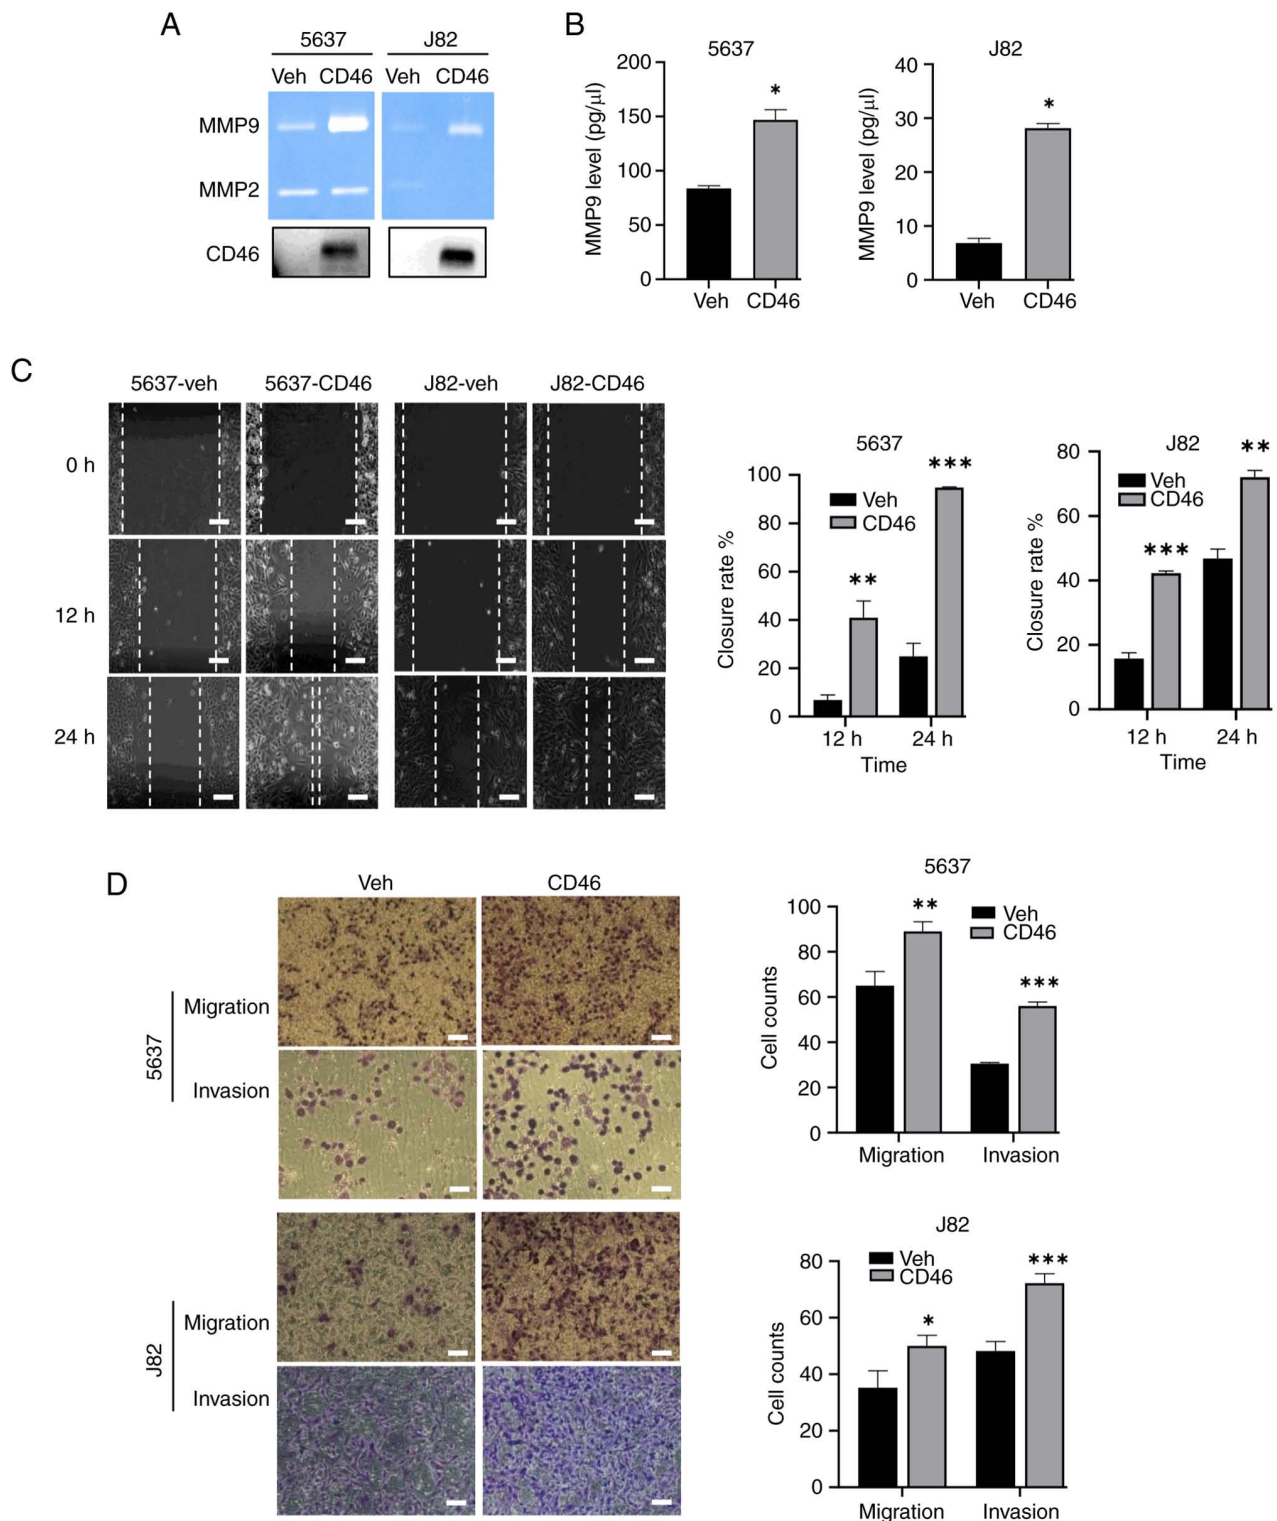 A
5637
J82
Veh CD46 Veh CD46
MMP9
MMP2
CD46
B
5637
MMP9 level (pg/µl)
200
150
100
50
0
Veh CD46
J82
MMP9 level (pg/µl)
40
30
20
10
0
Veh CD46
C
5637-veh 5637-CD46 J82-veh J82-CD46
0 h
12 h
24 h
5637
Closure rate %
100
80
60
40
20
0
Veh
CD46
**
***
12 h 24 h
Time
J82
Closure rate %
80
60
40
20
0
Veh
CD46
***
**
12 h 24 h
Time
D
Veh CD46
5637
Migration
Invasion
J82
Migration
Invasion
5637
Cell counts
100
80
60
40
20
0
Veh
CD46
**
***
Migration Invasion
J82
Cell counts
80
60
40
20
0
Veh
CD46
*
***
Migration Invasion